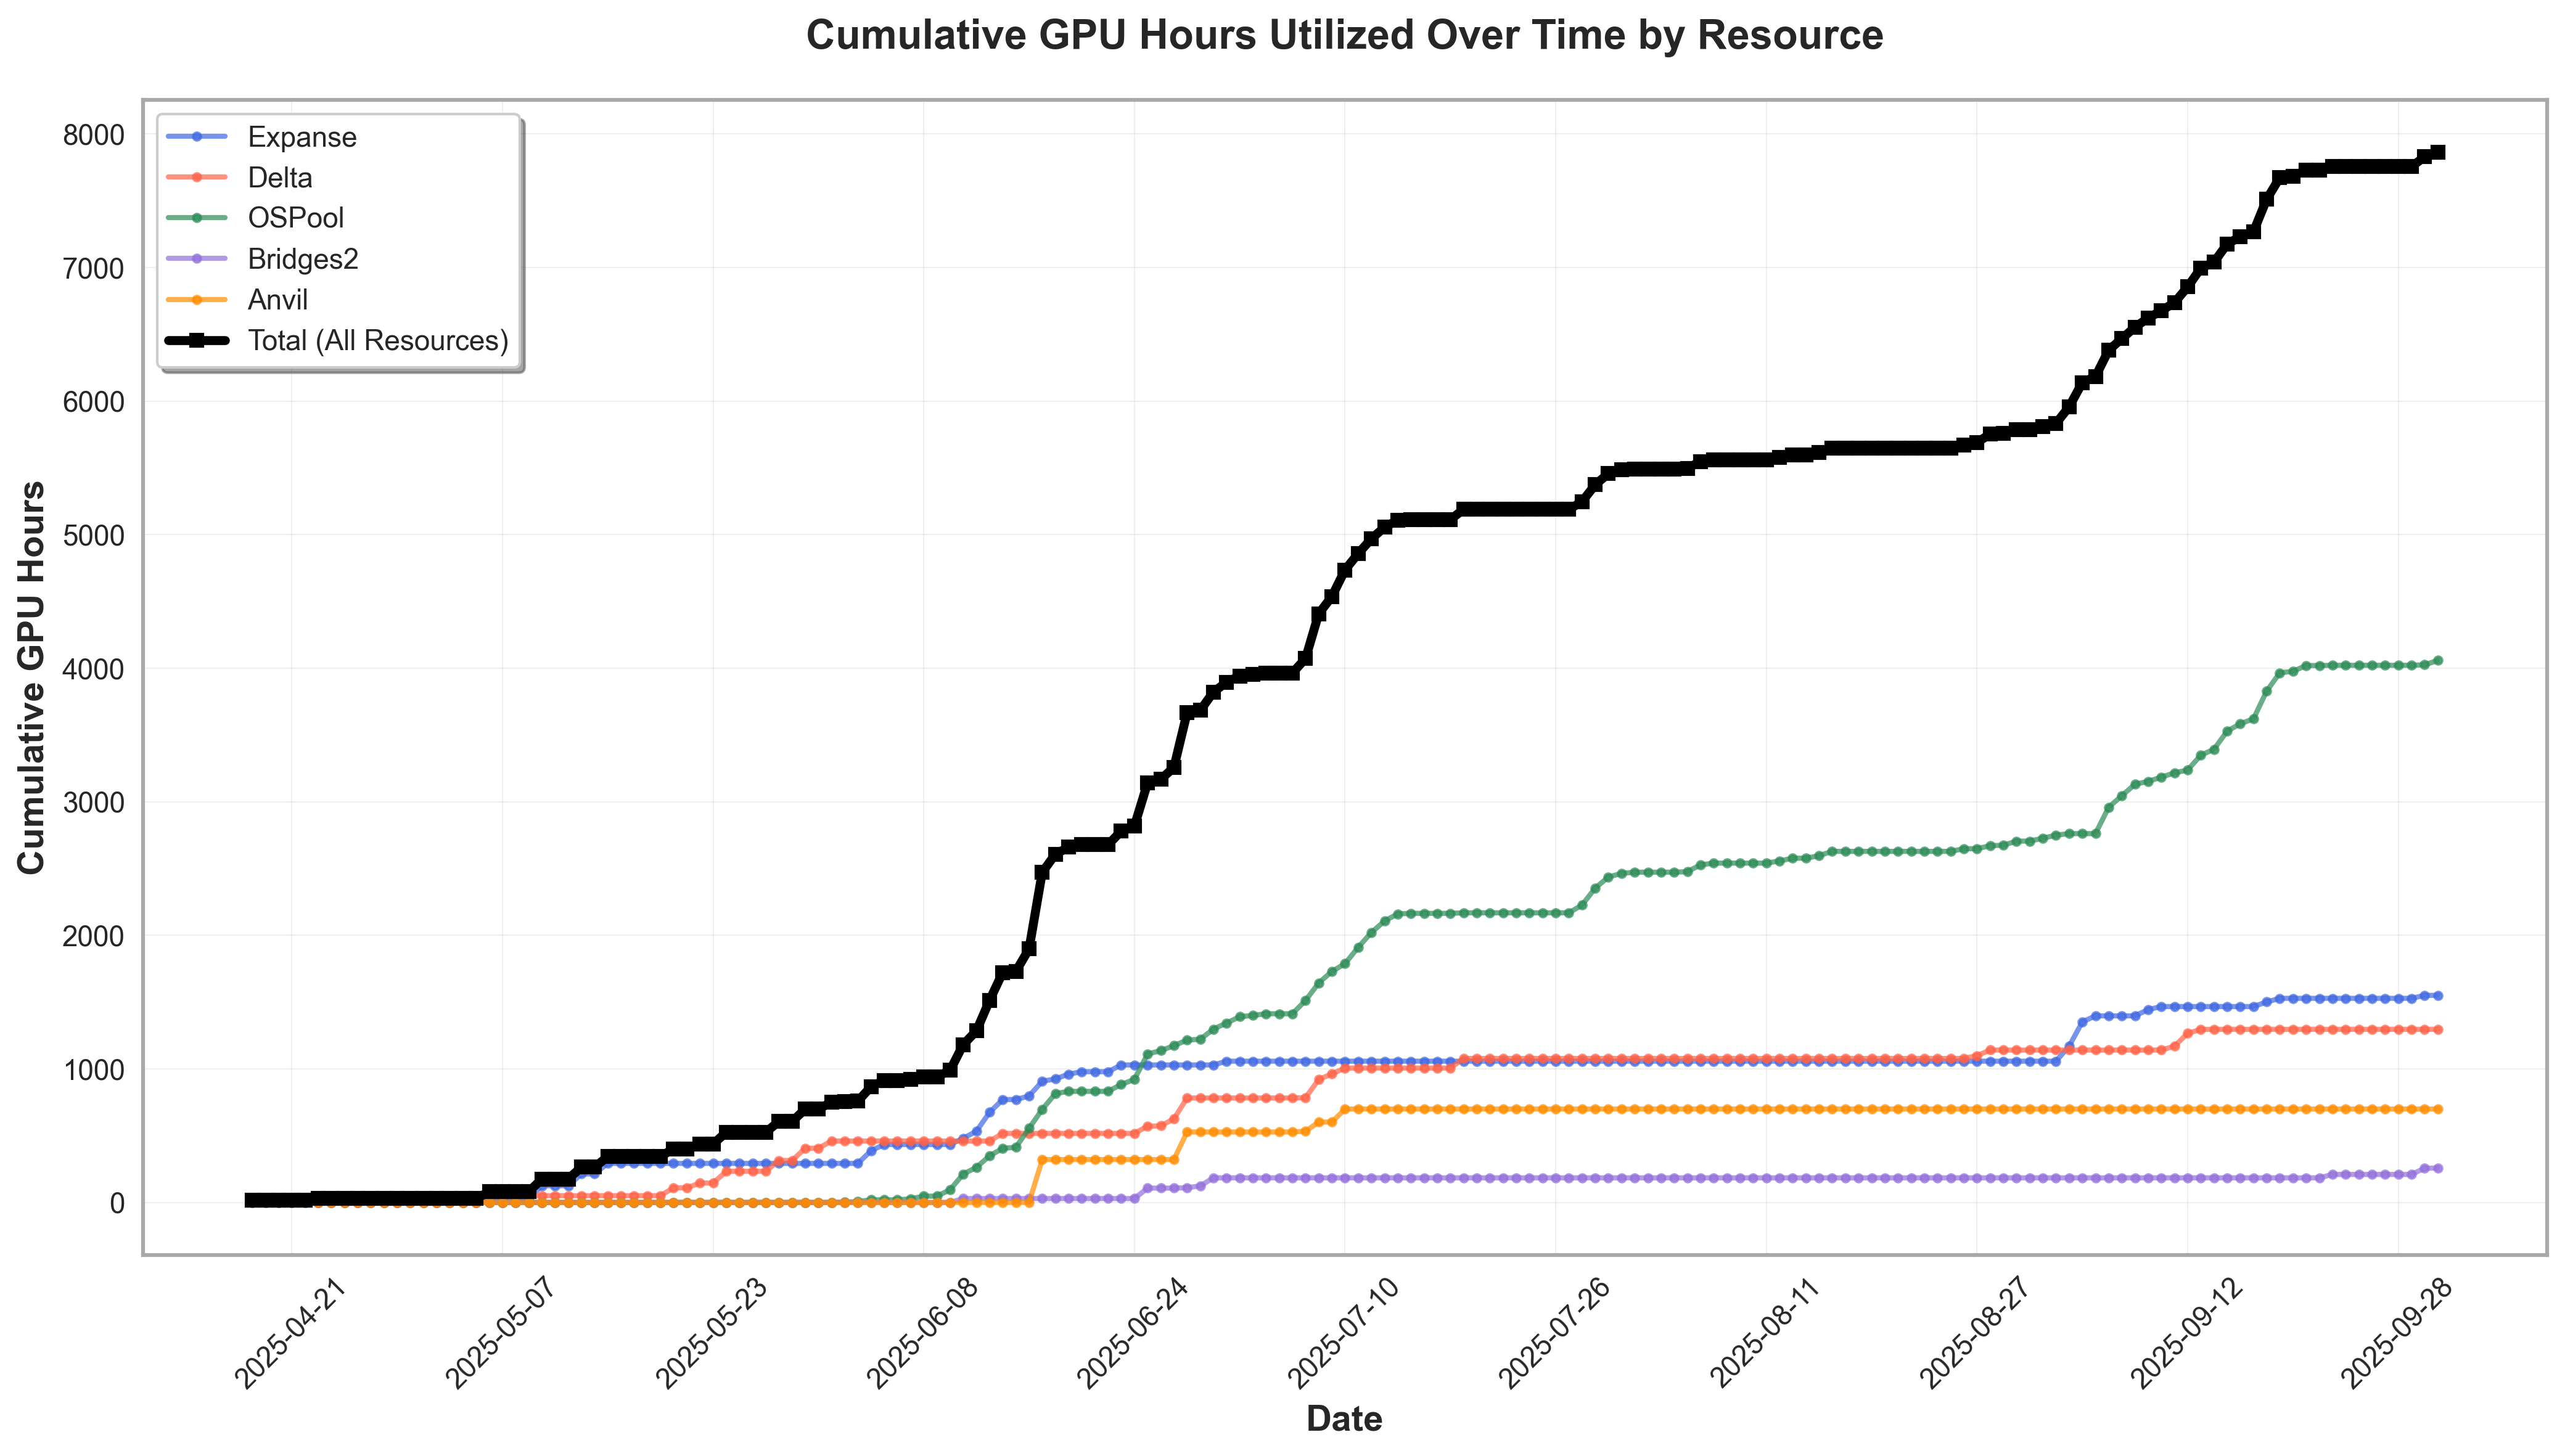 Cumulative GPU Hours Utilized Over Time by Resource
Expanse
Delta
OSPool
Bridges2
Anvil
Total (All Resources)
Cumulative GPU Hours
8000
7000
6000
5000
4000
3000
2000
1000
0
2025-04-21
2025-05-07
2025-05-23
2025-06-08
2025-06-24
2025-07-10
2025-07-26
2025-08-11
2025-08-27
2025-09-12
2025-09-28
Date